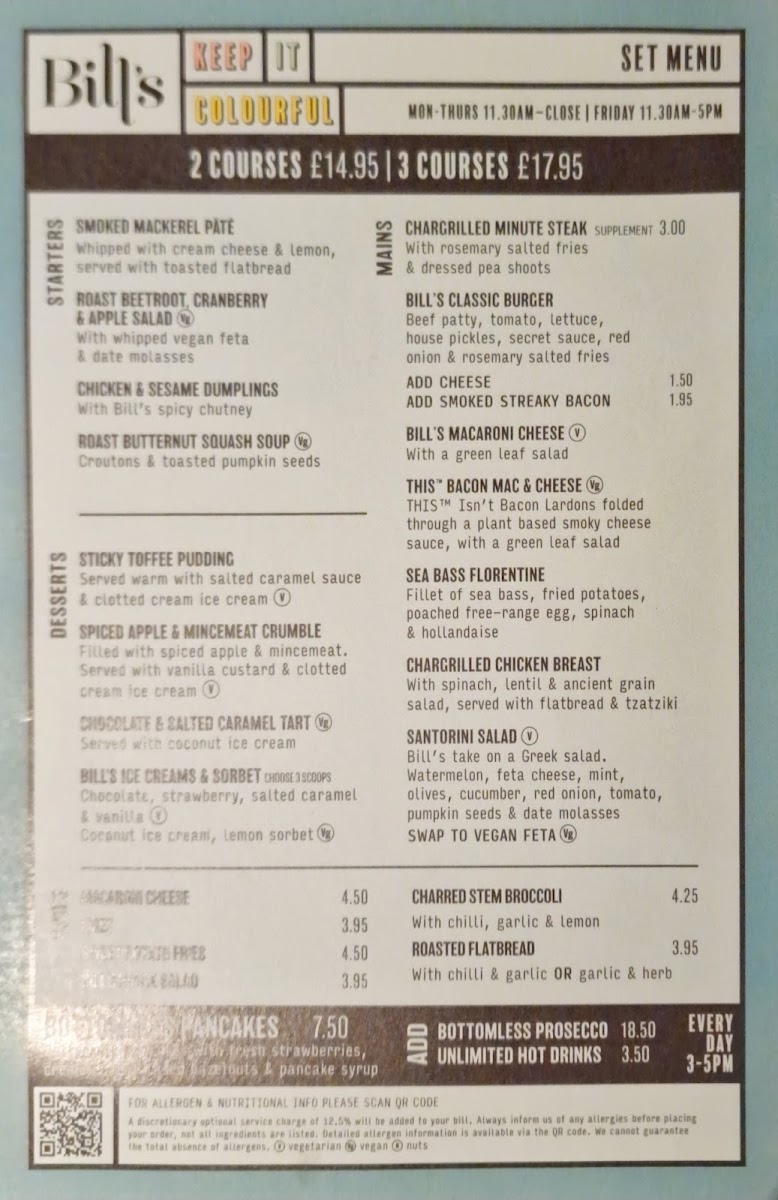 Bill's
KEEP IT
COLOURFUL
SET MENU
MON-THURS 11.30AM-CLOSE | FRIDAY 11.30AM-5PM
2 COURSES £14.95 | 3 COURSES £17.95
STARTERS
SMOKED MACKEREL PÂTÉ
Whipped with cream cheese & lemon,
served with toasted flatbread
ROAST BEETROOT, CRANBERRY
& APPLE SALAD Vg
With whipped vegan feta
& date molasses
CHICKEN & SESAME DUMPLINGS
With Bill's spicy chutney
ROAST BUTTERNUT SQUASH SOUP Vg
Croutons & toasted pumpkin seeds
DESSERTS
STICKY TOFFEE PUDDING
Served warm with salted caramel sauce
& clotted cream ice cream V
SPICED APPLE & MINCEMEAT CRUMBLE
Filled with spiced apple & mincemeat.
Served with vanilla custard & clotted
cream ice cream V
CHOCOLATE & SALTED CARAMEL TART Vg
Served with coconut ice cream
BILL'S ICE CREAMS & SORBET CHOOSE 3 SCOOPS
Chocolate, strawberry, salted caramel
& vanilla V
Coconut ice cream, lemon sorbet Vg
MAINS
CHARGRILLED MINUTE STEAK SUPPLEMENT 3.00
With rosemary salted fries
& dressed pea shoots
BILL'S CLASSIC BURGER
Beef patty, tomato, lettuce,
house pickles, secret sauce, red
onion & rosemary salted fries
ADD CHEESE 1.50
ADD SMOKED STREAKY BACON 1.95
BILL'S MACARONI CHEESE V
With a green leaf salad
THIS™ BACON MAC & CHEESE Vg
THIS™ Isn't Bacon Lardons folded
through a plant based smoky cheese
sauce, with a green leaf salad
SEA BASS FLORENTINE
Fillet of sea bass, fried potatoes,
poached free-range egg, spinach
& hollandaise
CHARGRILLED CHICKEN BREAST
With spinach, lentil & ancient grain
salad, served with flatbread & tzatziki
SANTORINI SALAD V
Bill's take on a Greek salad.
Watermelon, feta cheese, mint,
olives, cucumber, red onion, tomato,
pumpkin seeds & date molasses
SWAP TO VEGAN FETA Vg
MACARONI CHEESE 4.50
3.95
FRIES 4.50
SALAD 3.95
CHARRED STEM BROCCOLI 4.25
With chilli, garlic & lemon
ROASTED FLATBREAD 3.95
With chilli & garlic OR garlic & herb
PANCAKES 7.50
with fresh strawberries,
hazelnuts & pancake syrup
ADD
BOTTOMLESS PROSECCO 18.50
UNLIMITED HOT DRINKS 3.50
EVERY
DAY
3-5PM
FOR ALLERGEN & NUTRITIONAL INFO PLEASE SCAN QR CODE
A discretionary optional service charge of 12.5% will be added to your bill. Always inform us of any allergies before placing
your order, not all ingredients are listed. Detailed allergen information is available via the QR code. We cannot guarantee
the total absence of allergens. V vegetarian Vg vegan N nuts